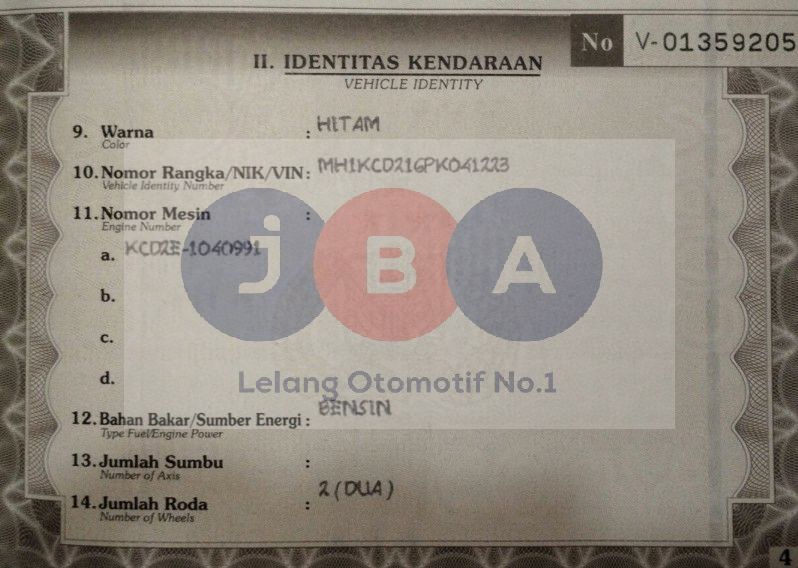 No V-01359205
II. IDENTITAS KENDARAAN
VEHICLE IDENTITY
9. Warna : HITAM
Color
10. Nomor Rangka/NIK/VIN : MH1KCD216PK041223
Vehicle Identity Number
11. Nomor Mesin :
Engine Number
a. KCD2E-1040991
b.
c.
d.
JBA
Lelang Otomotif No.1
12. Bahan Bakar/Sumber Energi : BENSIN
Type Fuel/Engine Power
13. Jumlah Sumbu :
Number of Axis
14. Jumlah Roda : 2 (DUA)
Number of Wheels
4